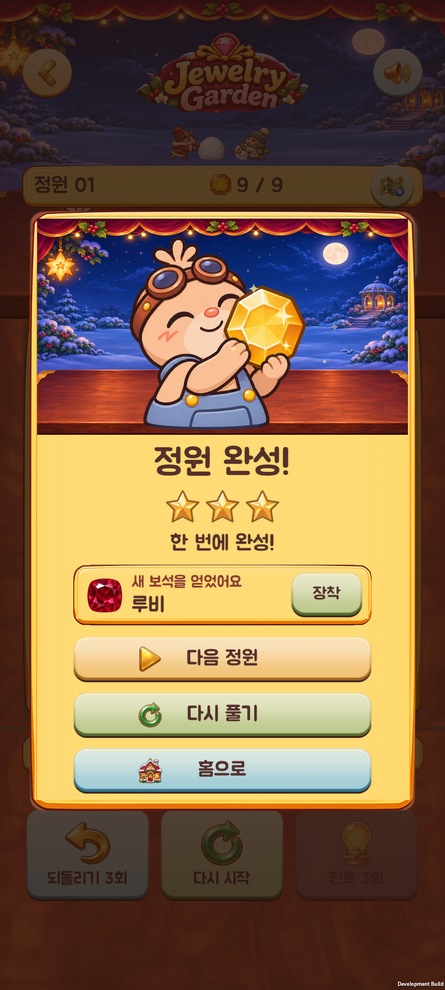 Jewelry
Garden
정원 01
9 / 9
정원 완성!
한 번에 완성!
새 보석을 얻었어요
루비
장착
다음 정원
다시 풀기
홈으로
되돌리기 3회
다시 시작
힌트 3회
Development Build